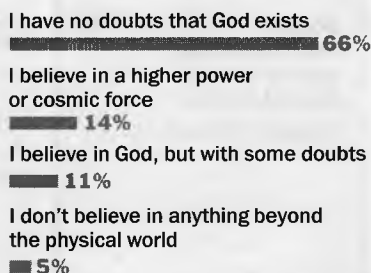 I have no doubts that God exists
66%
I believe in a higher power
or cosmic force
14%
I believe in God, but with some doubts
11%
I don't believe in anything beyond
the physical world
5%